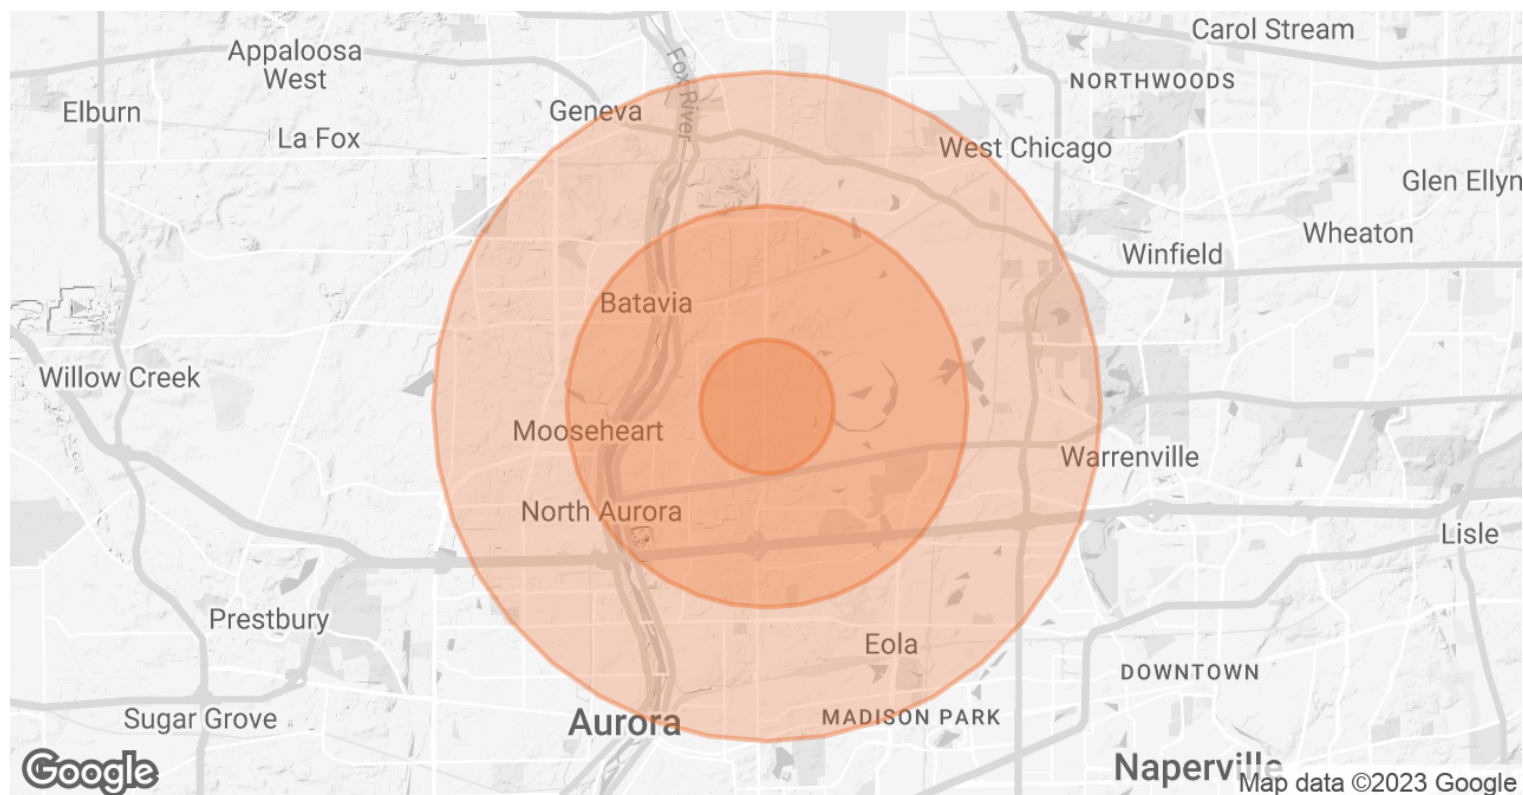 Carol Stream
Appaloosa
West
NORTHWOODS
Fox River
Elburn
Geneva
La Fox
West Chicago
Glen Ellyn
Wheaton
Winfield
Batavia
Willow Creek
Mooseheart
Warrenville
North Aurora
Lisle
Prestbury
Eola
DOWNTOWN
Sugar Grove
Aurora
MADISON PARK
Naperville
Google
Map data ©2023 Google